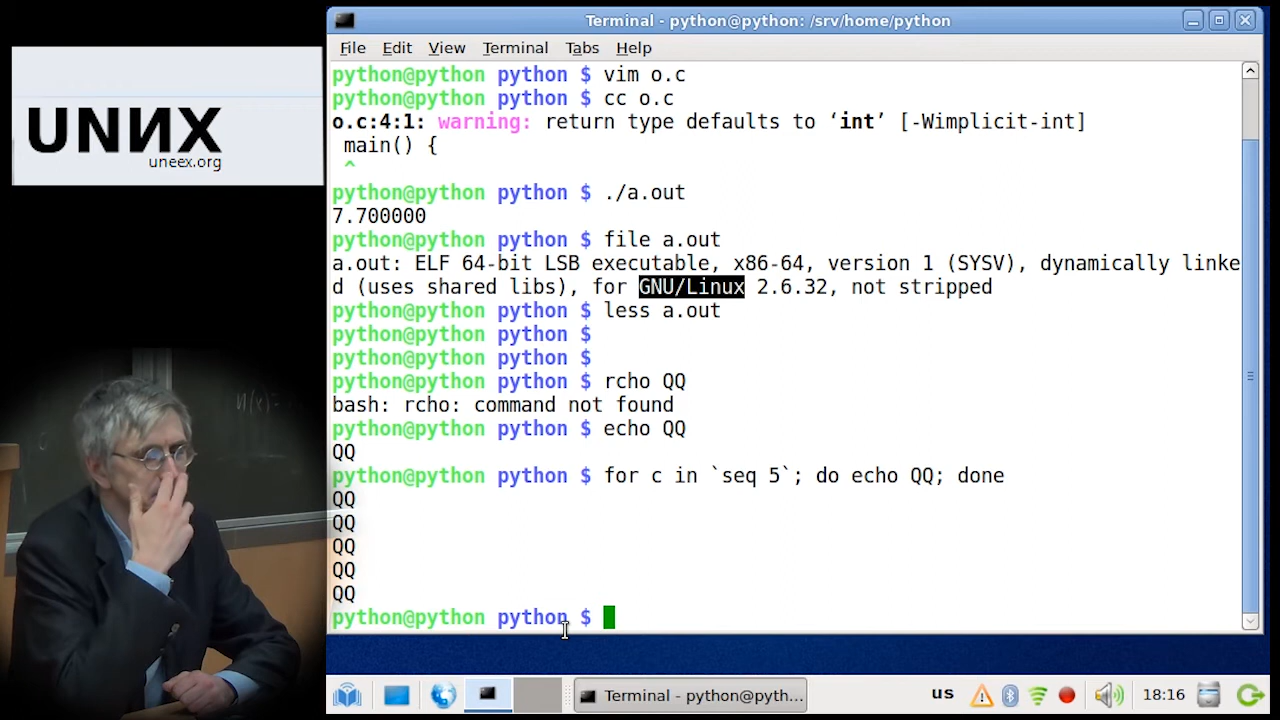 UNИX
uneex.org
Terminal - python@python: /srv/home/python
File Edit View Terminal Tabs Help
python@python python $ vim o.c
python@python python $ cc o.c
o.c:4:1: warning: return type defaults to ‘int’ [-Wimplicit-int]
main() {
^
python@python python $ ./a.out
7.700000
python@python python $ file a.out
a.out: ELF 64-bit LSB executable, x86-64, version 1 (SYSV), dynamically linke
d (uses shared libs), for GNU/Linux 2.6.32, not stripped
python@python python $ less a.out
python@python python $
python@python python $
python@python python $ rcho QQ
bash: rcho: command not found
python@python python $ echo QQ
QQ
python@python python $ for c in `seq 5`; do echo QQ; done
QQ
QQ
QQ
QQ
QQ
python@python python $
Terminal - python@pyth...
us
18:16